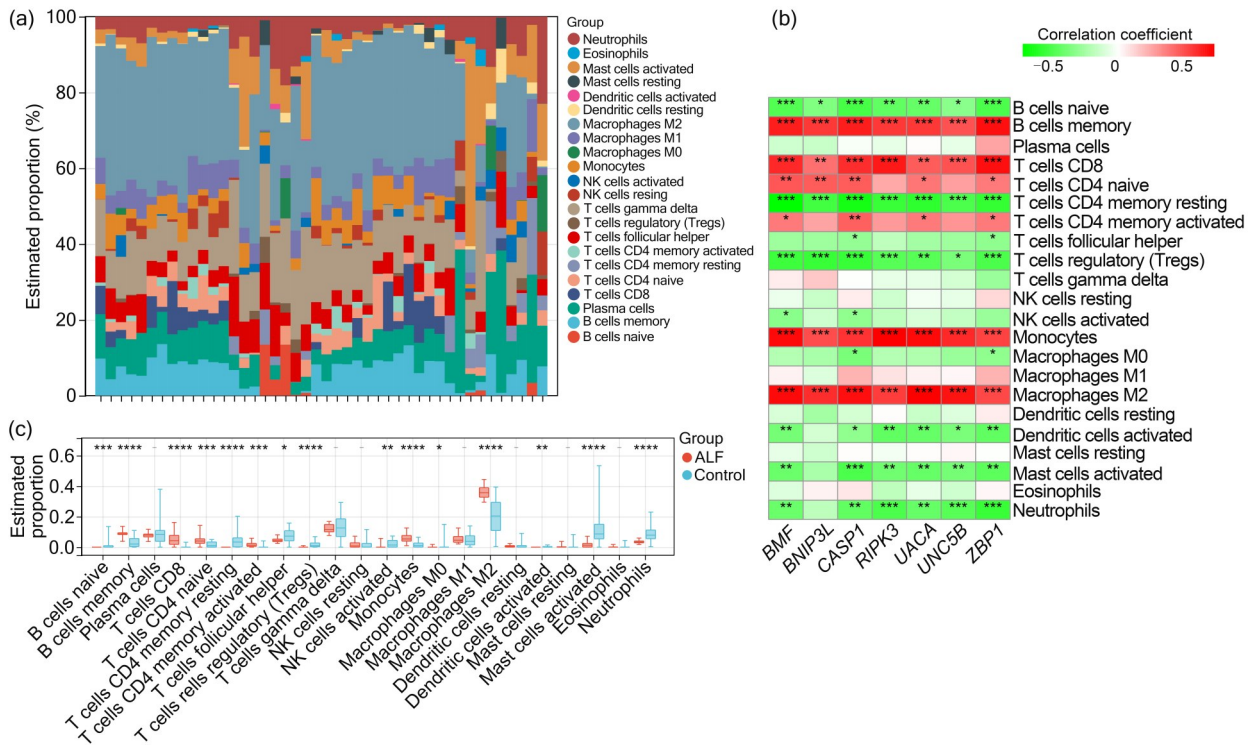 (a)
100
80
60
40
20
0
Estimated proportion (%)
Group
Neutrophils
Eosinophils
Mast cells activated
Mast cells resting
Dendritic cells activated
Dendritic cells resting
Macrophages M2
Macrophages M1
Macrophages M0
Monocytes
NK cells activated
NK cells resing
T cells gamma delta
T cells regulatory (Tregs)
T cells follicular helper
T cells CD4 memory activated
T cells CD4 memory resting
T cells CD4 naive
T cells CD8
Plasma cells
B cells memory
B cells naive
(b)
Correlation coefficient
−0.5 0 0.5
*** * *** ** ** * *** B cells naive
*** *** *** *** *** *** *** B cells memory
Plasma cells
*** ** *** *** ** *** *** T cells CD8
** ** ** * * T cells CD4 naive
*** *** *** *** *** *** *** T cells CD4 memory resting
* ** * * T cells CD4 memory activated
* * T cells follicular helper
*** *** *** *** ** * *** T cells regulatory (Tregs)
T cells gamma delta
NK cells resting
* * NK cells activated
*** *** *** *** *** *** *** Monocytes
* * Macrophages M0
Macrophages M1
*** *** *** *** *** *** *** Macrophages M2
Dendritic cells resting
** * ** ** * ** Dendritic cells activated
Mast cells resting
** *** ** ** ** ** Mast cells activated
Eosinophils
** ** ** ** *** *** Neutrophils
BMF
BNIP3L
CASP1
RIPK3
UACA
UNC5B
ZBP1
(c)
Estimated
proportion
0.6
0.4
0.2
0.0
*** **** - **** *** **** *** * **** - - ** **** * - **** - ** - **** - ****
Group
ALF
Control
B cells naive
B cells memory
Plasma cells
T cells CD8
T cells CD4 naive
T cells CD4 memory resting
T cells CD4 memory activated
T cells follicular helper
T rells regulatory (Tregs)
T cells gamma delta
NK cells resting
NK cells activated
Monocytes
Macrophages M0
Macrophages M1
Macrophages M2
Dendritic cells resting
Dendritic cells activated
Mast cells resting
Mast cells activated
Eosinophils
Neutrophils